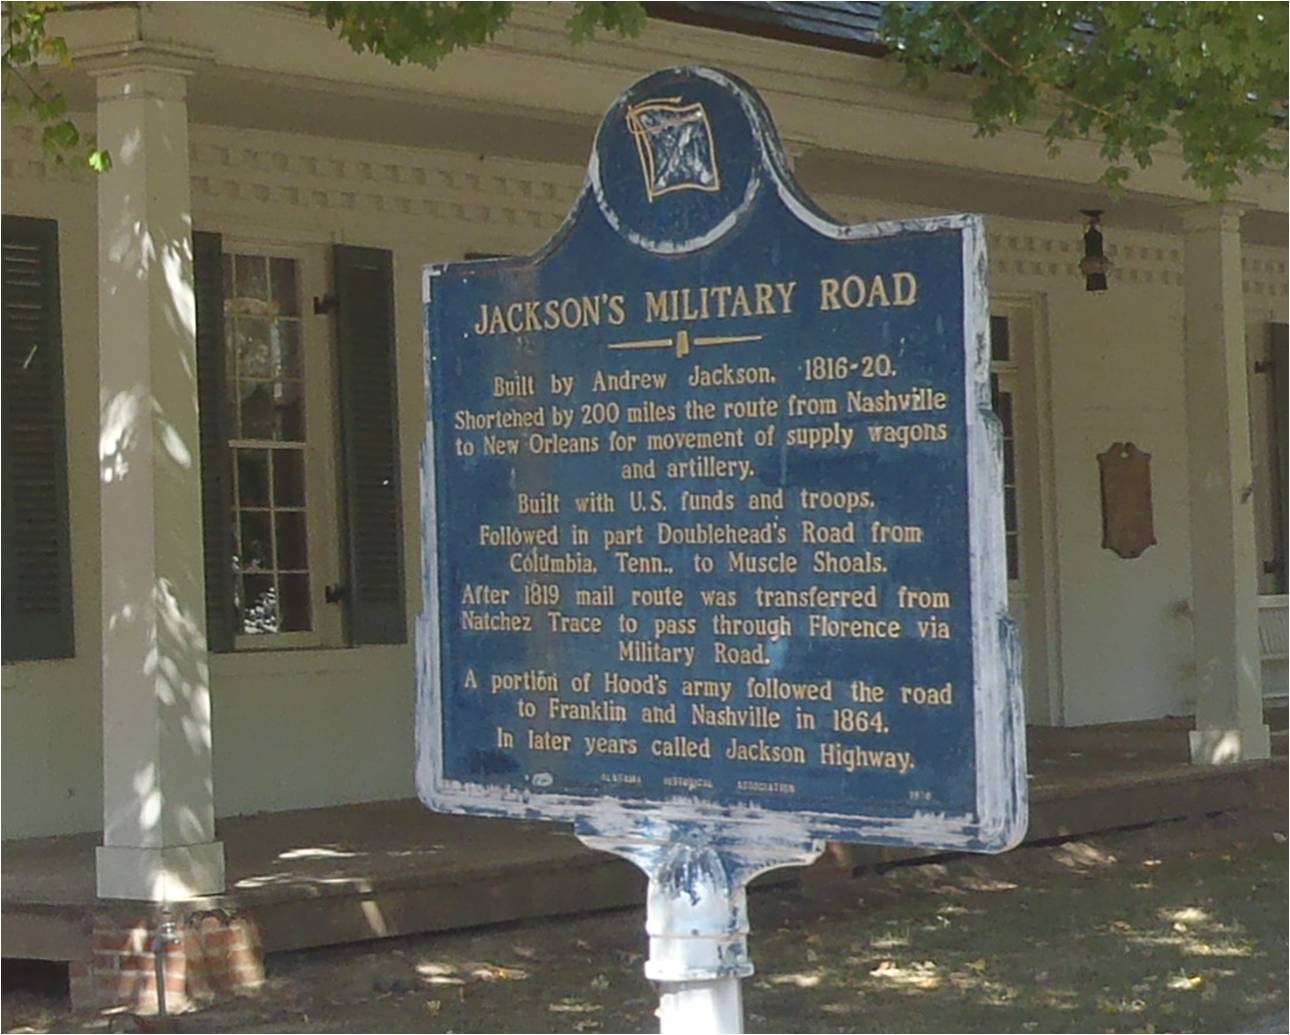 JACKSON'S MILITARY ROAD
Built by Andrew Jackson, 1816-20.
Shortened by 200 miles the route from Nashville
to New Orleans for movement of supply wagons
and artillery.
Built with U.S. funds and troops.
Followed in part Doublehead's Road from
Columbia, Tenn., to Muscle Shoals.
After 1819 mail route was transferred from
Natchez Trace to pass through Florence via
Military Road.
A portion of Hood's army followed the road
to Franklin and Nashville in 1864.
In later years called Jackson Highway.
ALABAMA HISTORICAL ASSOCIATION